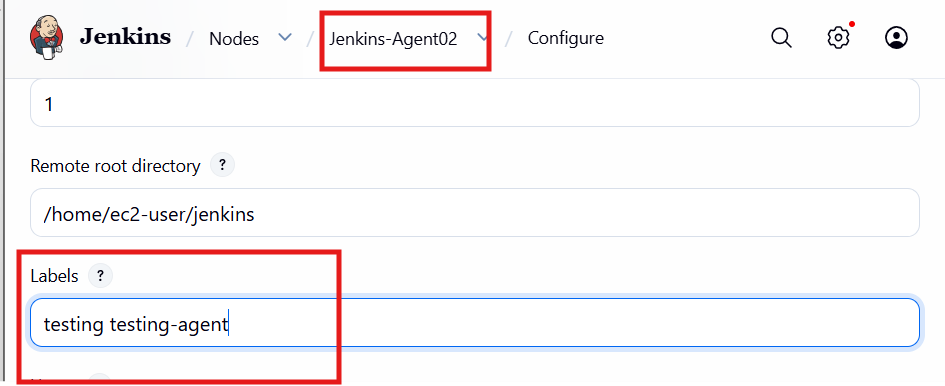 Jenkins / Nodes / Jenkins-Agent02 / Configure
1
Remote root directory ?
/home/ec2-user/jenkins
Labels ?
testing testing-agent